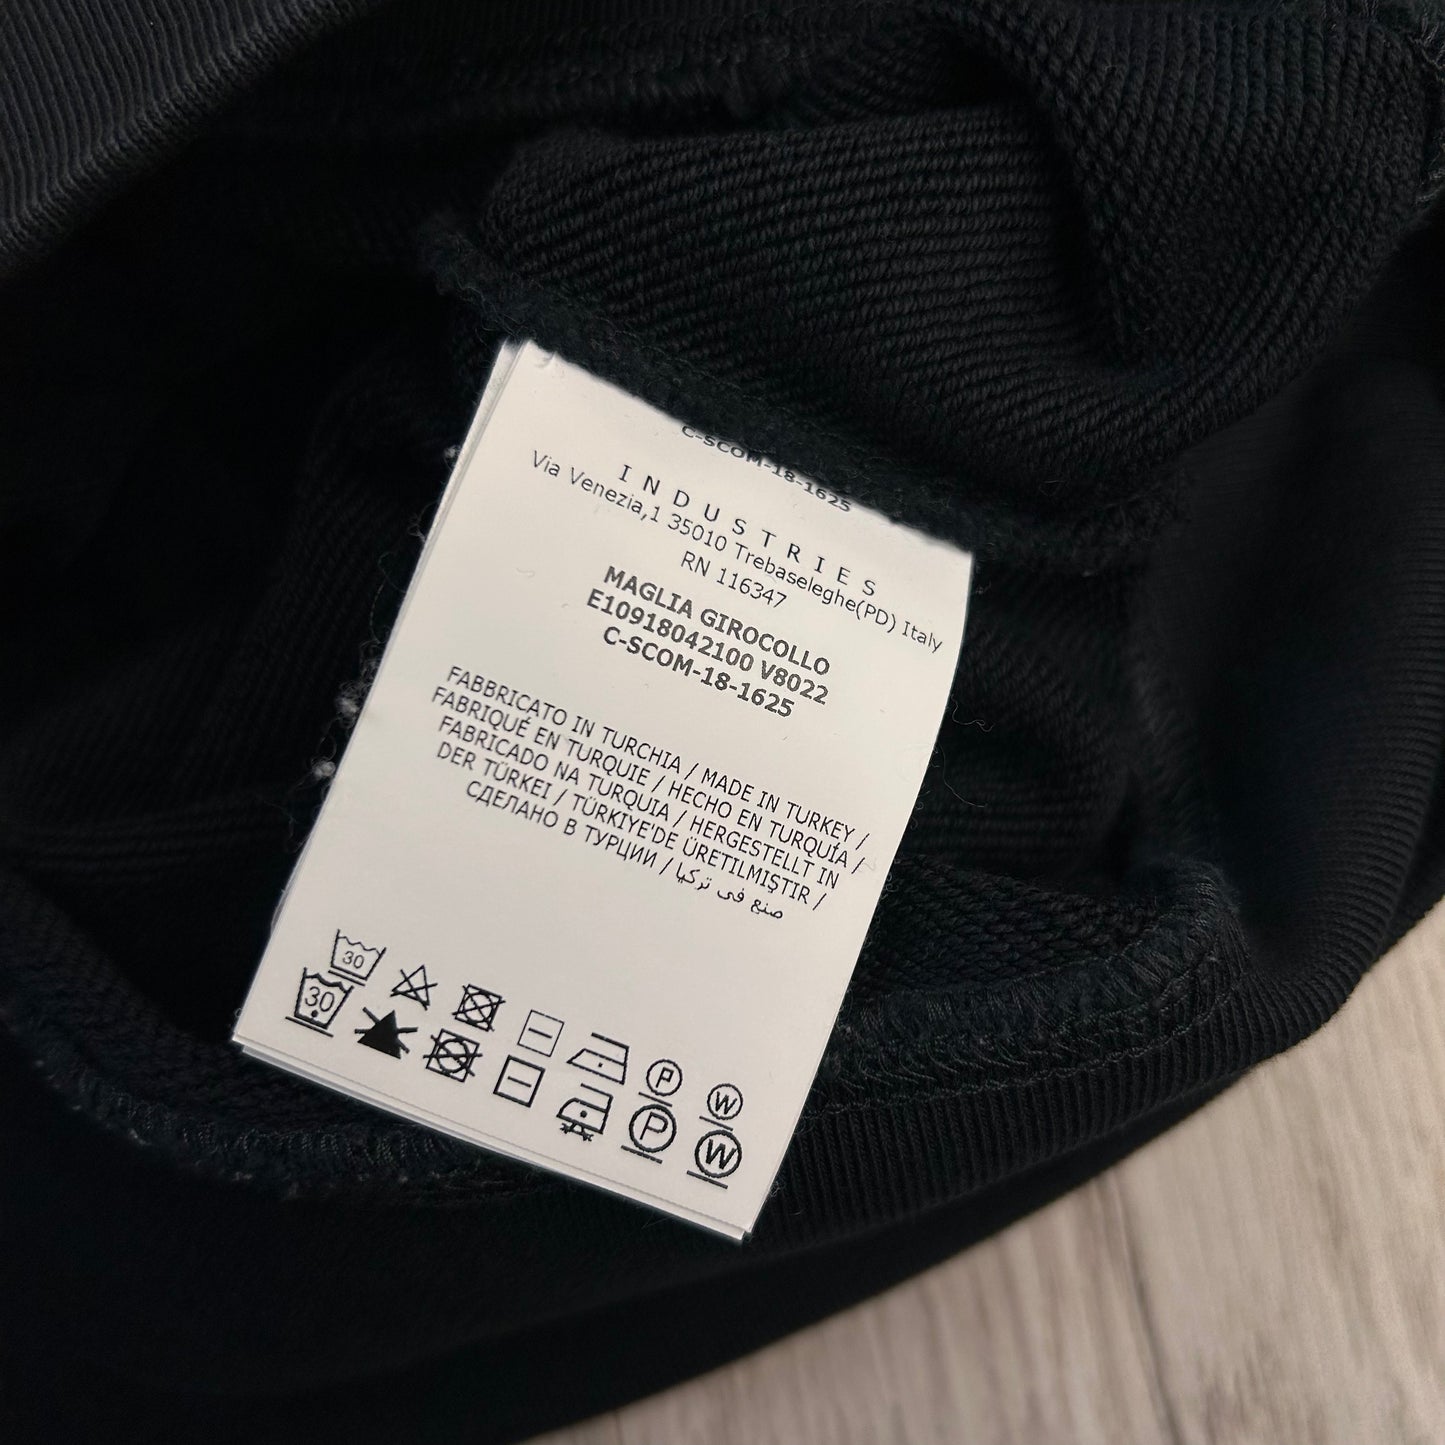 C-SCOM-18-1625
INDUSTRIES
Via Venezia,1 35010 Trebaseleghe(PD) Italy
RN 116347
MAGLIA GIROCOLLO
E10918042100 V8022
C-SCOM-18-1625
FABBRICATO IN TURCHIA / MADE IN TURKEY /
FABRIQUÉ EN TURQUIE / HECHO EN TURQUÍA /
FABRICADO NA TURQUIA / HERGESTELLT IN
DER TÜRKEI / TÜRKIYE'DE ÜRETILMIŞTIR /
СДЕЛАНО В ТУРЦИИ / صنع في تركيا
30
P
W
30
P
W